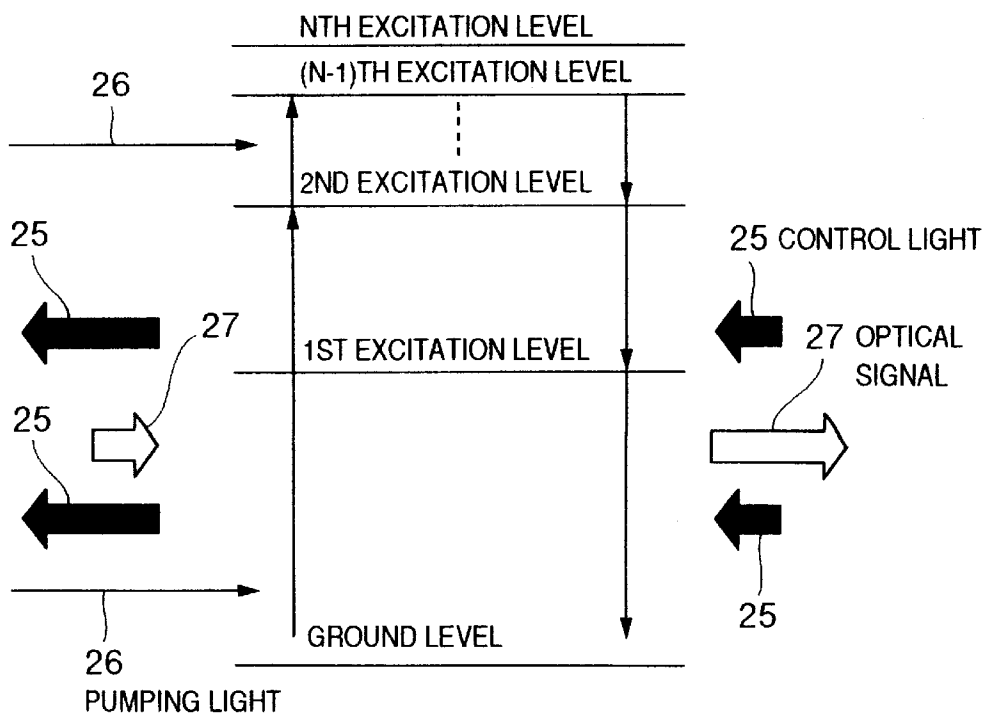 NTH EXCITATION LEVEL
(N-1)TH EXCITATION LEVEL
26
2ND EXCITATION LEVEL
25
25 CONTROL LIGHT
27
1ST EXCITATION LEVEL
27 OPTICAL
SIGNAL
25
25
GROUND LEVEL
26
PUMPING LIGHT